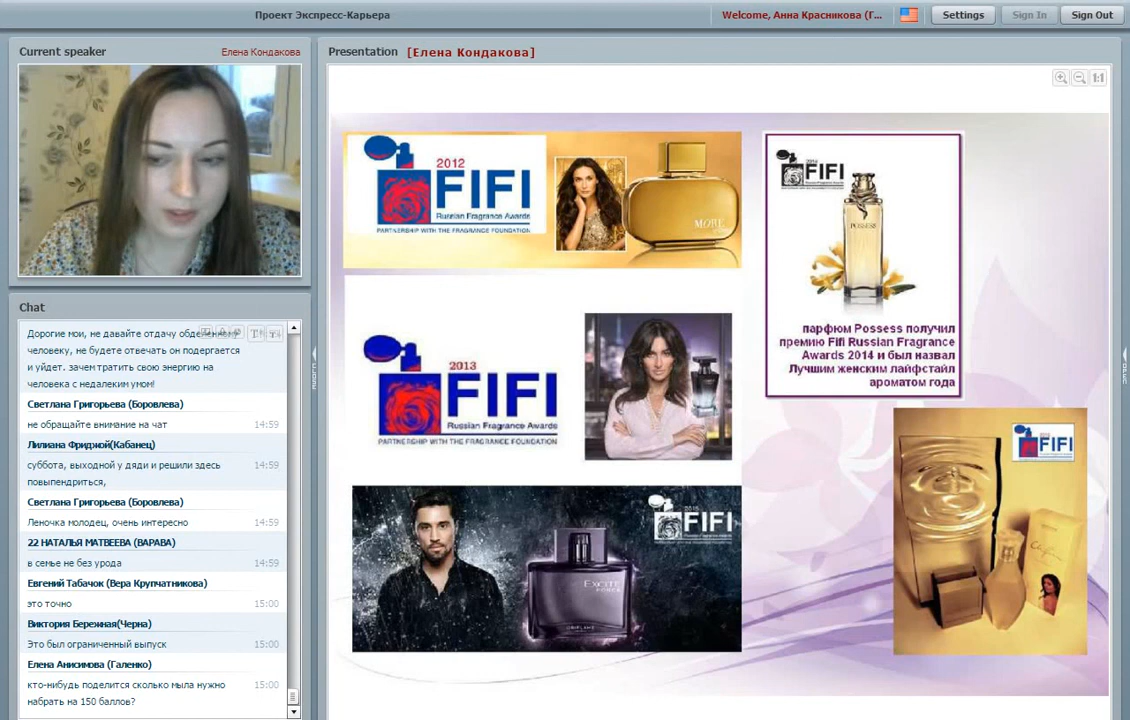 Проект Экспресс-Карьера
Welcome, Анна Красникова (Г...
Settings
Sign In
Sign Out
Current speaker
Елена Кондакова
Presentation
[Елена Кондакова]
1:1
2012
FIFI
Russian Fragrance Awards
PARTNERSHIP WITH THE FRAGRANCE FOUNDATION
MORE
2013
FIFI
Russian Fragrance Awards
PARTNERSHIP WITH THE FRAGRANCE FOUNDATION
FIFI
EXCITE
FORCE
ORIFLAME
2014
FIFI
POSSESS
парфюм Possess получил
премию Fifi Russian Fragrance
Awards 2014 и был назвал
Лучшим женским лайфстайл
ароматом года
FIFI
Chat
Дорогие мои, не давайте отдачу
человеку, не будете отвечать он подергается
и уйдет. зачем тратить свою энергию на
человека с недалеким умом!
Светлана Григорьева (Боровлева)
не обращайте внимание на чат 14:59
Лилиана Фриджой(Кабанец)
суббота, выходной у дяди и решили здесь 14:59
повыпендриться,
Светлана Григорьева (Боровлева)
Леночка молодец, очень интересно 14:59
22 НАТАЛЬЯ МАТВЕЕВА (ВАРАВА)
в семье не без урода 14:59
Евгений Табачок (Вера Крупчатникова)
это точно 15:00
Виктория Бережная(Черна)
Это был ограниченный выпуск 15:00
Елена Анисимова (Галенко)
кто-нибудь поделится сколько мыла нужно 15:00
набрать на 150 баллов?